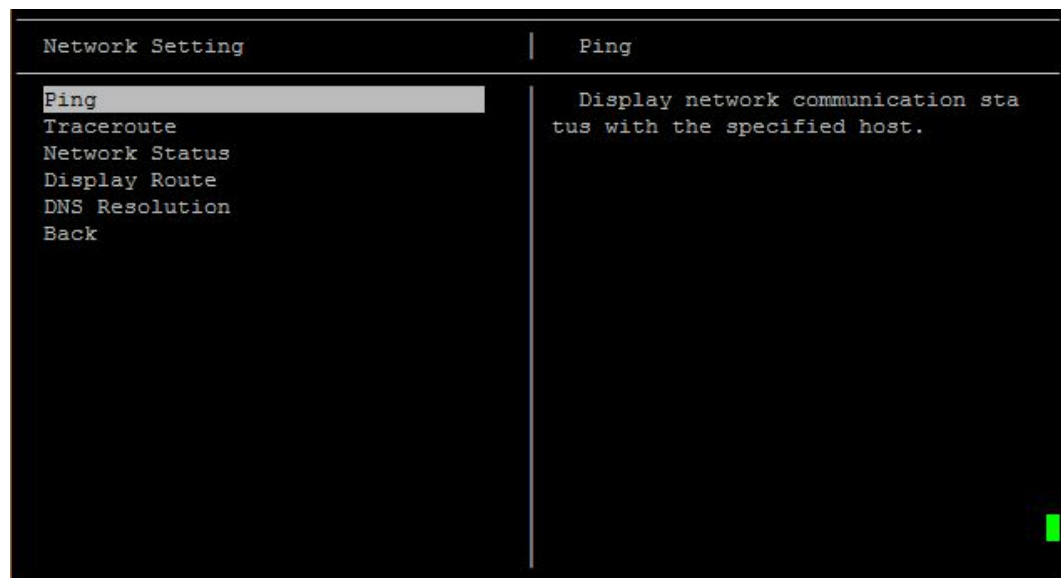 Network Setting
Ping
Ping
Traceroute
Network Status
Display Route
DNS Resolution
Back
Display network communication sta
tus with the specified host.